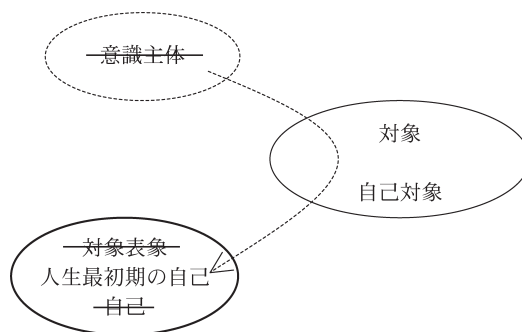 意識主体
対象
自己対象
対象表象
人生最初期の自己
自己